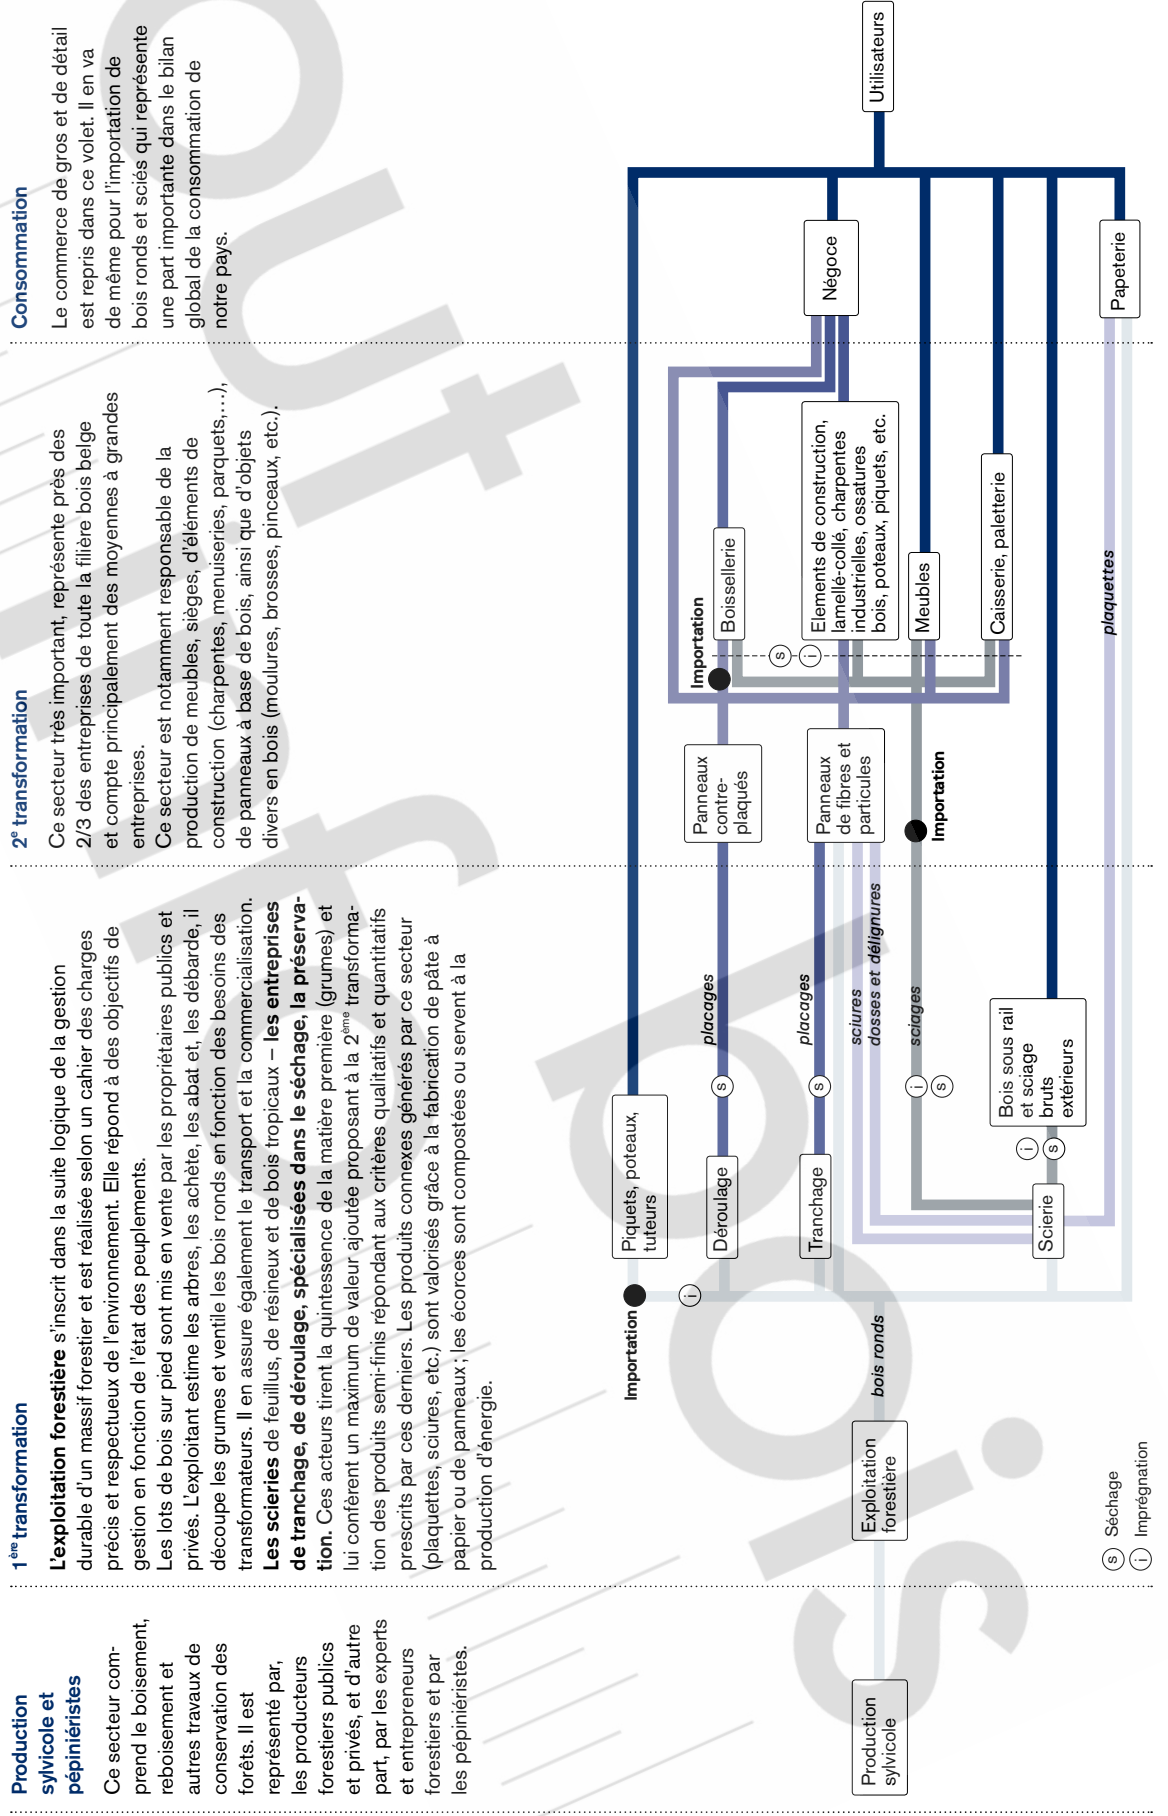 Production
sylvicole et
pépiniéristes
Ce secteur com-
prend le boisement,
reboisement et
autres travaux de
conservation des
forêts. Il est
représenté par,
les producteurs
forestiers publics
et privés, et d'autre
part, par les experts
et entrepreneurs
forestiers et par
les pépiniéristes.
1ère transformation
L'exploitation forestière s'inscrit dans la suite logique de la gestion
durable d'un massif forestier et est réalisée selon un cahier des charges
précis et respectueux de l'environnement. Elle répond à des objectifs de
gestion en fonction de l'état des peuplements.
Les lots de bois sur pied sont mis en vente par les propriétaires publics et
privés. L'exploitant estime les arbres, les achète, les abat et, les débarde, il
découpe les grumes et ventile les bois ronds en fonction des besoins des
transformateurs. Il en assure également le transport et la commercialisation.
Les scieries de feuillus, de résineux et de bois tropicaux – les entreprises
de tranchage, de déroulage, spécialisées dans le séchage, la préserva-
tion. Ces acteurs tirent la quintessence de la matière première (grumes) et
lui confèrent un maximum de valeur ajoutée proposant à la 2ème transforma-
tion des produits semi-finis répondant aux critères qualitatifs et quantitatifs
prescrits par ces derniers. Les produits connexes générés par ce secteur
(plaquettes, sciures, etc.) sont valorisés grâce à la fabrication de pâte à
papier ou de panneaux ; les écorces sont compostées ou servent à la
production d'énergie.
2e transformation
Ce secteur très important, représente près des
2/3 des entreprises de toute la filière bois belge
et compte principalement des moyennes à grandes
entreprises.
Ce secteur est notamment responsable de la
production de meubles, sièges, d'éléments de
construction (charpentes, menuiseries, parquets,…),
de panneaux à base de bois, ainsi que d'objets
divers en bois (moulures, brosses, pinceaux, etc.).
Consommation
Le commerce de gros et de détail
est repris dans ce volet. Il en va
de même pour l'importation de
bois ronds et sciés qui représente
une part importante dans le bilan
global de la consommation de
notre pays.
Production
sylvicole
Exploitation
forestière
bois ronds
Importation
i
Piquets, poteaux,
tuteurs
Déroulage
s
placages
Tranchage
s
placages
sciures
dosses et délignures
Scierie
i
s
sciages
i
s
Bois sous rail
et sciage
bruts
extérieurs
Panneaux
contre-
plaqués
Panneaux
de fibres et
particules
Importation
Importation
s
i
Boissellerie
Elements de construction,
lamellé-collé, charpentes
industrielles, ossatures
bois, poteaux, piquets, etc.
Meubles
Caisserie, paletterie
plaquettes
Négoce
Papeterie
Utilisateurs
s Séchage
i Imprégnation
out
info
bois